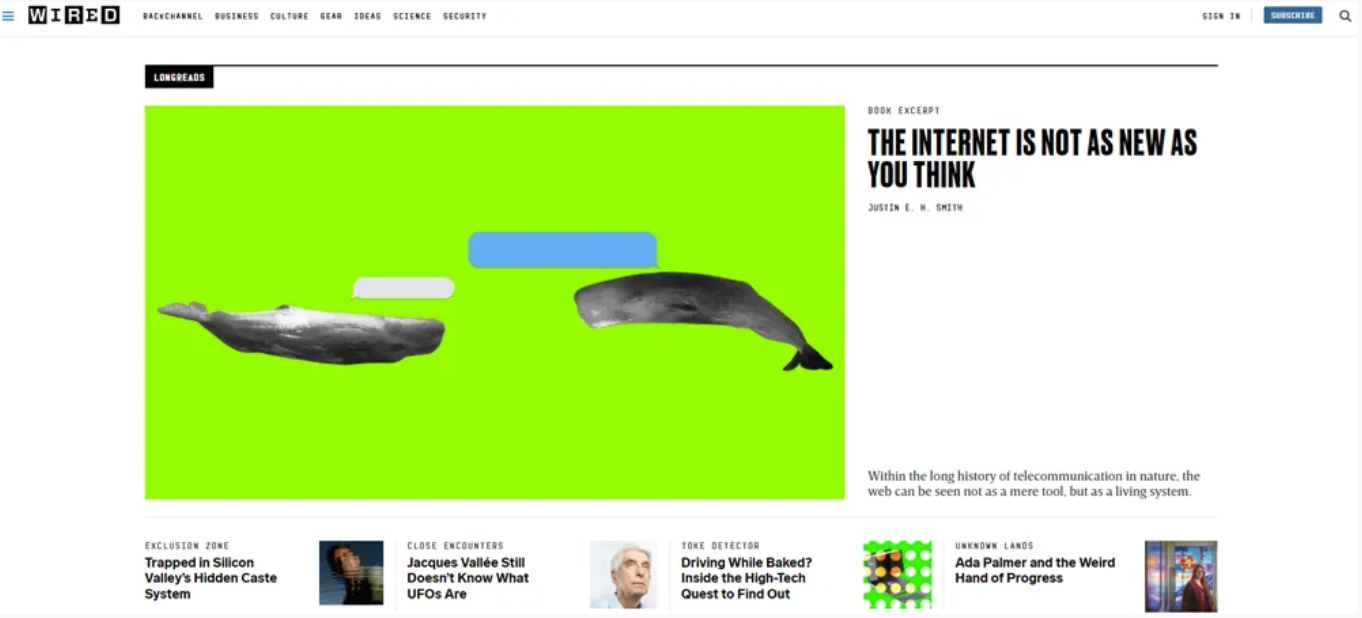 WIRED
BACKCHANNEL BUSINESS CULTURE GEAR IDEAS SCIENCE SECURITY
SIGN IN
SUBSCRIBE
LONGREADS
BOOK EXCERPT
THE INTERNET IS NOT AS NEW AS
YOU THINK
JUSTIN E. H. SMITH
Within the long history of telecommunication in nature, the
web can be seen not as a mere tool, but as a living system.
EXCLUSION ZONE
Trapped in Silicon
Valley's Hidden Caste
System
CLOSE ENCOUNTERS
Jacques Vallée Still
Doesn't Know What
UFOs Are
TOKE DETECTOR
Driving While Baked?
Inside the High-Tech
Quest to Find Out
UNKNOWN LANDS
Ada Palmer and the Weird
Hand of Progress